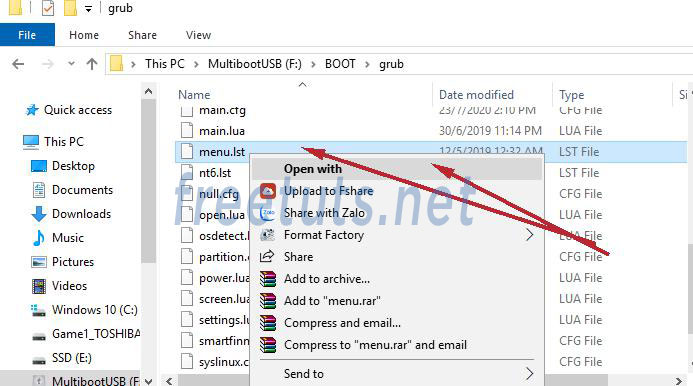 grub
File Home Share View
This PC MultibootUSB (F:) BOOT grub
Name Date modified Type Si
main.cfg 23/7/2020 2:10 PM CFG File
Quick access main.lua 30/6/2019 11:14 PM LUA File
This PC menu.lst 12/5/2019 12:32 AM LST File
Desktop nt6.lst Open with LST File
Documents null.cfg Upload to Fshare CFG File
Downloads open.lua Share with Zalo LUA File
Music osdetect.l Format Factory LUA File
Pictures partition. Share CFG File
Videos power.lua Add to archive... LUA File
Windows 10 (C:) screen.lua Add to "menu.rar" LUA File
Game1_TOSHIBA settings.lu Compress and email... LUA File
SSD (E:) smartfinn Compress to "menu.rar" and email CFG File
MultibootUSB (F: syslinux.c Send to CFG File
freetuts.net